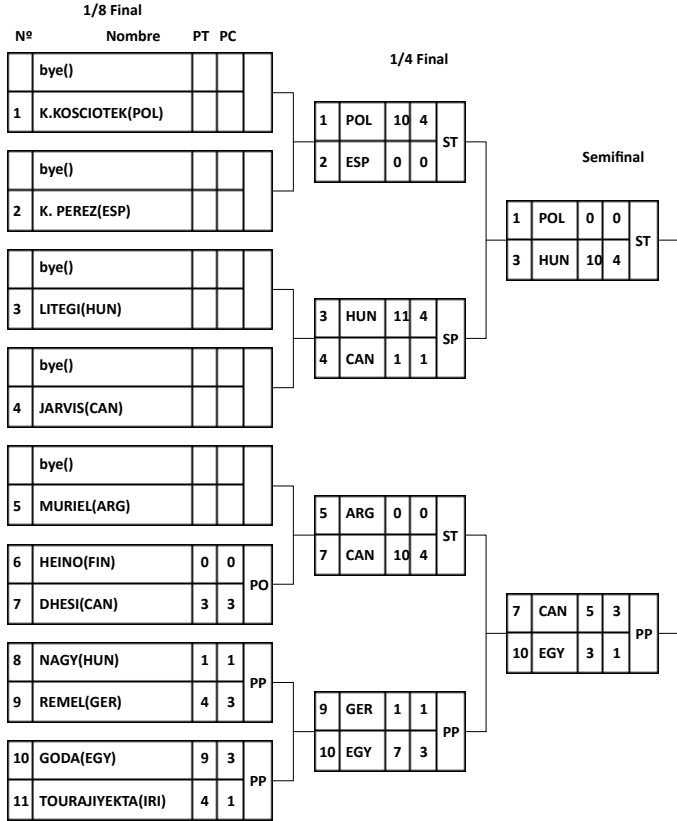 1/8 Final
Nº Nombre PT PC
bye()
1 K.KOSCIOTEK(POL)
bye()
2 K. PEREZ(ESP)
bye()
3 LITEGI(HUN)
bye()
4 JARVIS(CAN)
bye()
5 MURIEL(ARG)
6 HEINO(FIN) 0 0
PO
7 DHESI(CAN) 3 3
8 NAGY(HUN) 1 1
PP
9 REMEL(GER) 4 3
10 GODA(EGY) 9 3
PP
11 TOURAJIYEKTA(IRI) 4 1
1/4 Final
1 POL 10 4
ST
2 ESP 0 0
3 HUN 11 4
SP
4 CAN 1 1
5 ARG 0 0
ST
7 CAN 10 4
9 GER 1 1
PP
10 EGY 7 3
Semifinal
1 POL 0 0
ST
3 HUN 10 4
7 CAN 5 3
PP
10 EGY 3 1